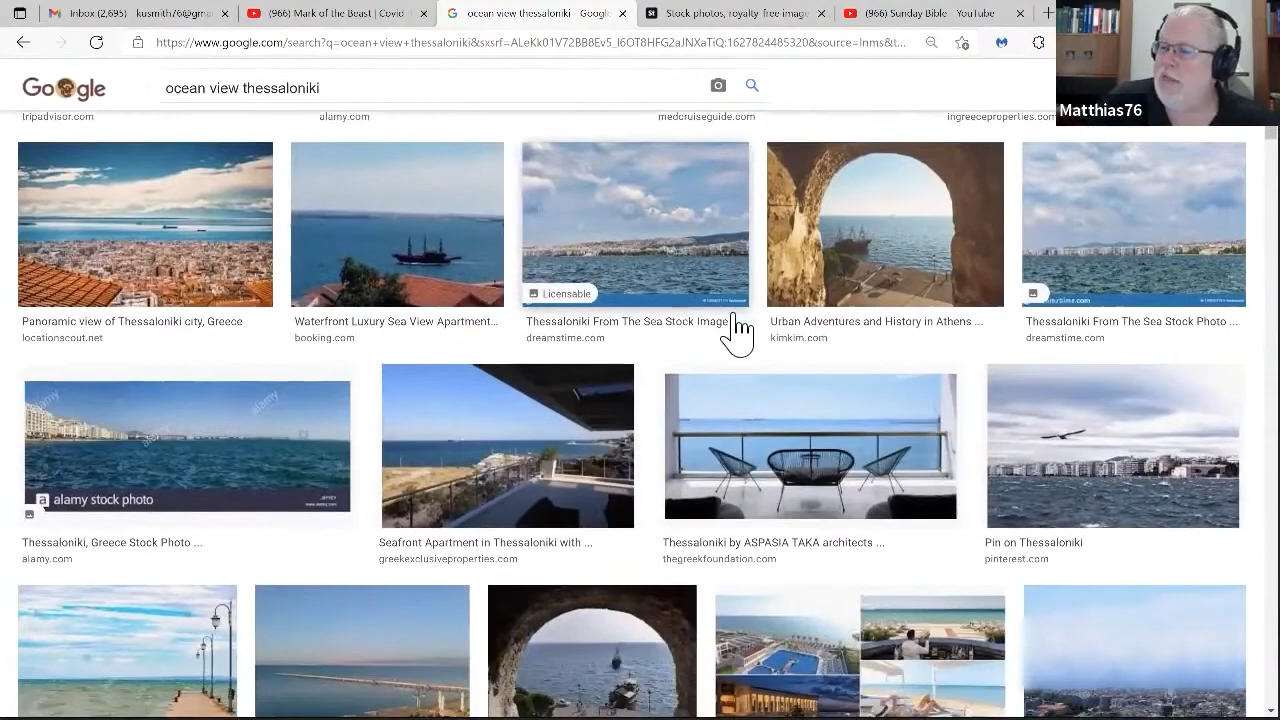 Inbox (2,695) - kusmith76@gma
(966) Mark of the Beast | Covid
ocean view thessaloniki - Google
Stock photos, royalty-free image
(966) Sunday Bible - YouTube
https://www.google.com/search?q=ocean+view+thessaloniki&sxsrf=ALeKk01V72BB8Ev5_I6OT8HFG2aJNXaTiQ:1627824485320&source=lnms&t...
Google
ocean view thessaloniki
Matthias76
tripadvisor.com
alamy.com
medcruiseguide.com
ingreeceproperties.com
Licensable
Panoramic view of Thessaloniki city, Greece
locationscout.net
Waterfront Luxury Sea View Apartment...
booking.com
Thessaloniki From The Sea Stock Image
dreamstime.com
Urban Adventures and History in Athens ...
kimkim.com
Thessaloniki From The Sea Stock Photo ...
dreamstime.com
alamy
alamy
a alamy stock photo
Thessaloniki, Greece Stock Photo ...
alamy.com
Seafront Apartment in Thessaloniki with ...
greekexclusiveproperties.com
Thessaloniki by ASPASIA TAKA architects ...
thegreekfoundation.com
Pin on Thessaloniki
pinterest.com